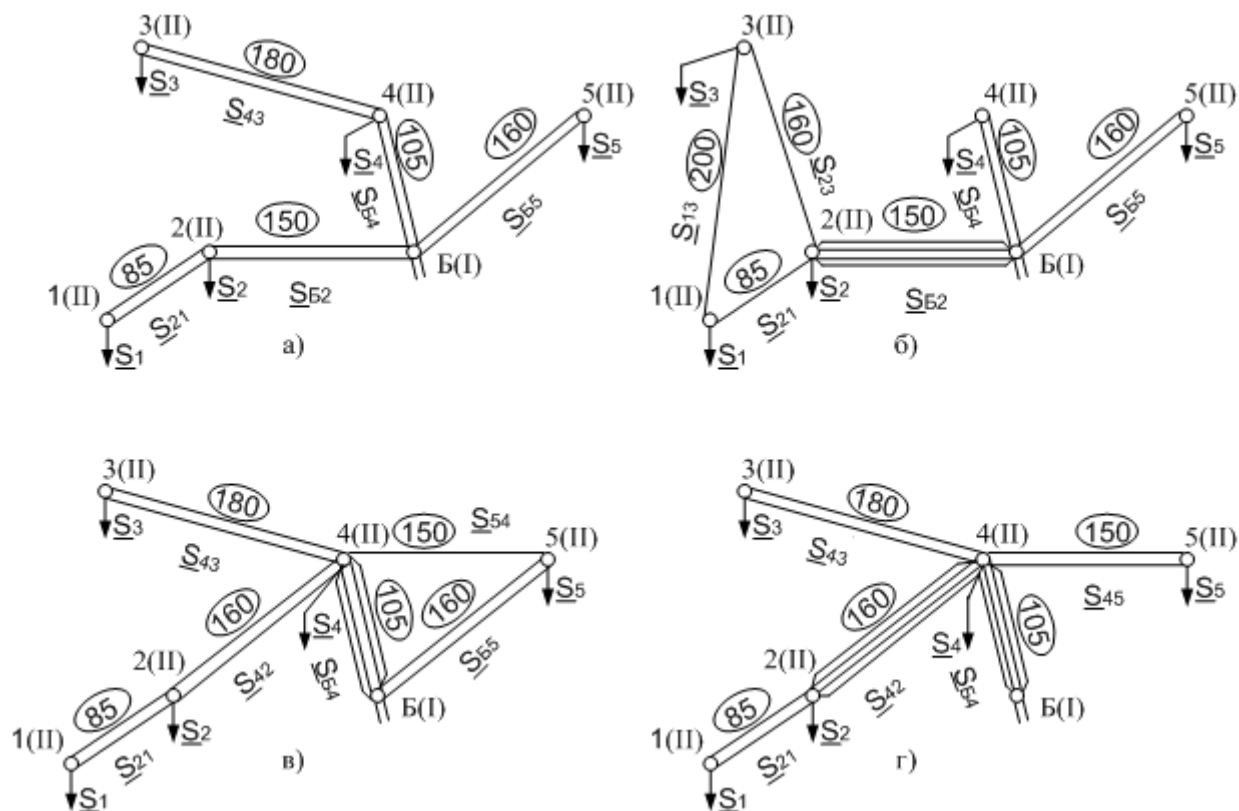 3(II)
180
S3
S43
4(II)
5(II)
160
105
S4
S5
SБ4
SБ5
2(II)
150
85
S2
Б(I)
1(II)
S21
SБ2
S1
а)
3(II)
S3
200
160
S23
S13
4(II)
5(II)
160
105
S4
S5
SБ4
SБ5
2(II)
150
85
S2
Б(I)
1(II)
S21
SБ2
S1
б)
3(II)
180
S3
S43
4(II)
150
S54
5(II)
160
105
160
S5
S4
2(II)
S42
SБ4
SБ5
85
S2
Б(I)
1(II)
S21
S1
в)
3(II)
180
S3
S43
4(II)
150
5(II)
S45
160
105
S5
S4
2(II)
S42
SБ4
85
S2
Б(I)
1(II)
S21
S1
г)